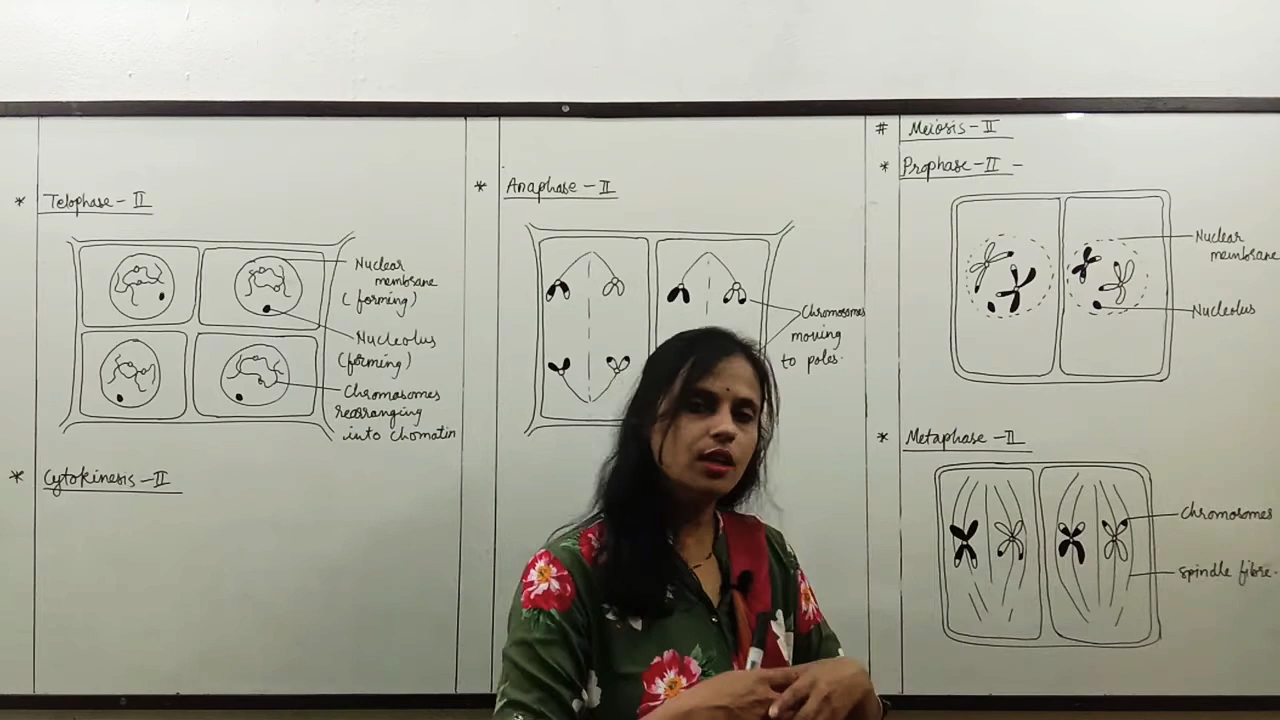 * Telophase - II
Nuclear
membrane
(forming)
Nucleolus
(forming)
Chromosomes
rearranging
into chomatin
* Cytokinesis - II
* Anaphase - II
Chromosomes
moving
to poles.
# Meiosis - II
* Prophase - II -
Nuclear
membrane
Nucleolus
* Metaphase - II
Chromosomes
spindle fibre.